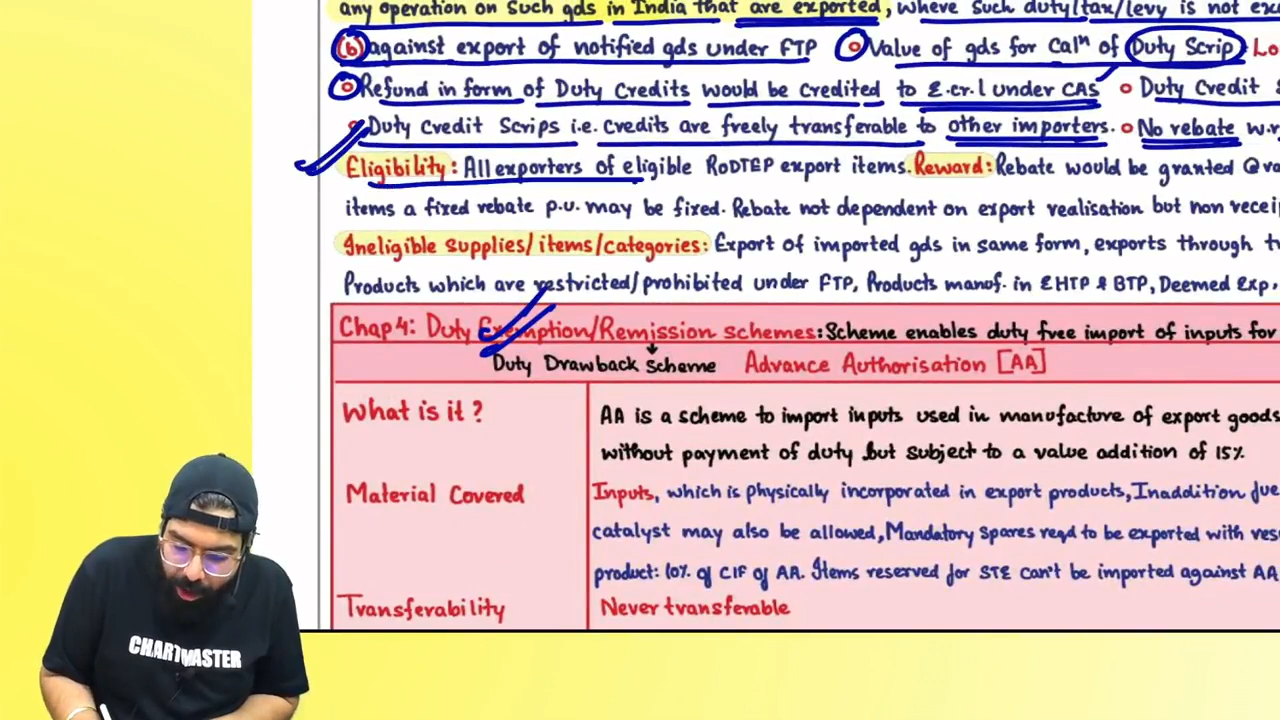 any operation on such gds in India that are exported, where such duty/tax/levy is not
(b) against export of notified gds under FTP Value of gds for Calⁿ of Duty Scrip
Refund in form of Duty Credits would be credited to E.cr.l under CAs Duty Credit
Duty Credit Scrips i.e. credits are freely transferable to other importers. No rebate
Eligibility: All exporters of eligible RoDTEP export items. Reward: Rebate would be granted @
items a fixed rebate p.u. may be fixed. Rebate not dependent on export realisation but non
Ineligible supplies/items/categories: Export of imported gds in same form, exports through
Products which are restricted/prohibited under FTP, Products manuf. in EHTP & BTP, Deemed Exp.
Chap 4: Duty Exemption/Remission schemes: Scheme enables duty free import of inputs for
Duty Drawback scheme Advance Authorisation [AA]
What is it?
AA is a scheme to import inputs used in manufacture of export goods
without payment of duty but subject to a value addition of 15%
Material Covered
Inputs, which is physically incorporated in export products, Inaddition
catalyst may also be allowed, Mandatory spares reqd to be exported with
product: 10% of CIF of AA. Items reserved for STE can't be imported against AA
Transferability
Never transferable
CHARTMASTER